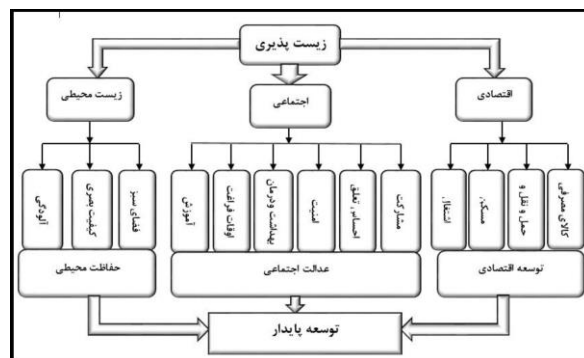 زیست پذیری
اقتصادی
اجتماعی
زیست محیطی
کالای مصرفی
حمل و نقل و
مسکن
اشتغال
مشارکت
احساس تعلق
امنیت
بهداشت ودرمان
اوقات فراغت
آموزش
فضای سبز
کیفیت بصری
آلودگی
توسعه اقتصادی
عدالت اجتماعی
حفاظت محیطی
توسعه پایدار